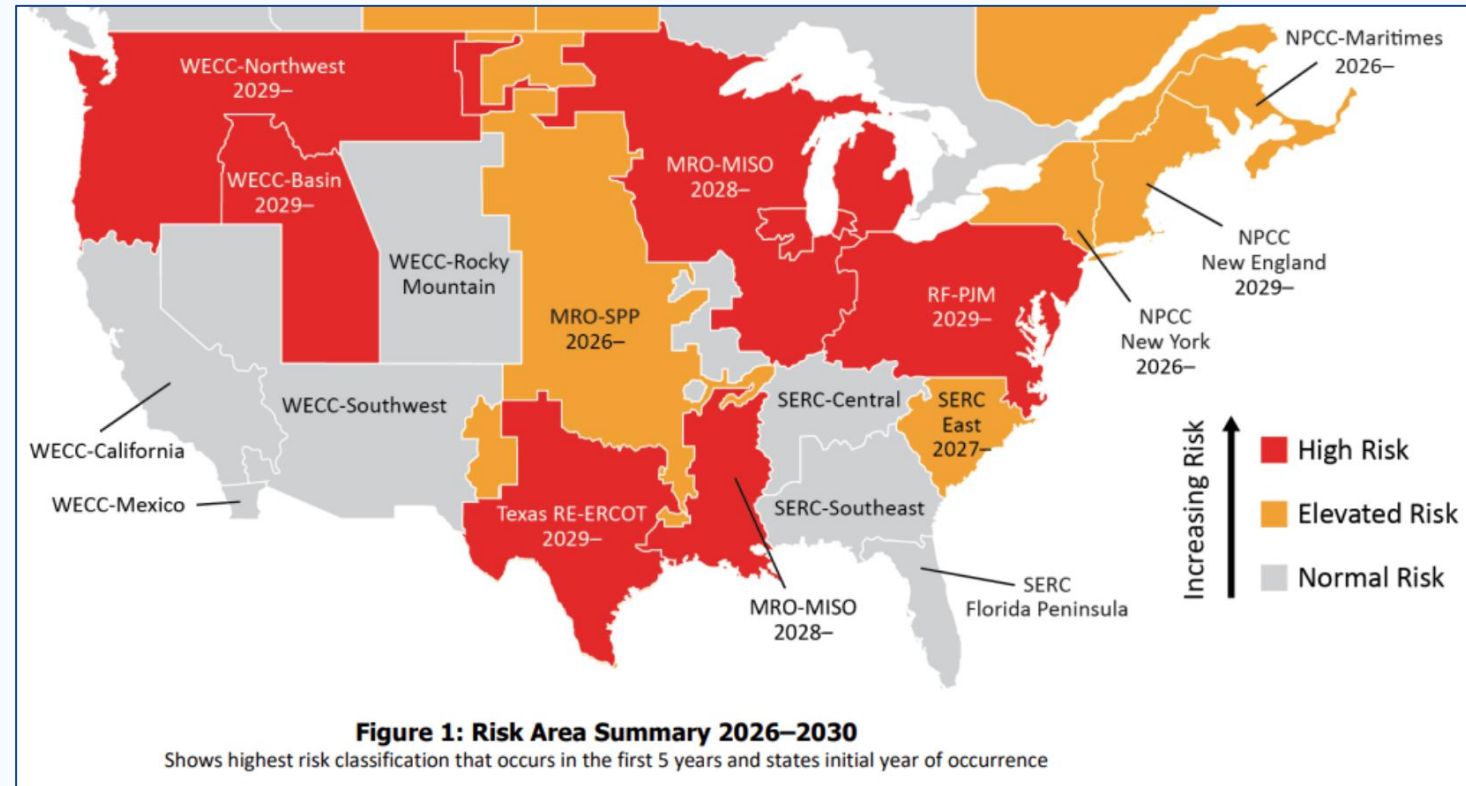 NPCC-Maritimes
2026–
WECC-Northwest
2029–
MRO-MISO
2028–
WECC-Basin
2029–
NPCC
New England
2029–
WECC-Rocky
Mountain
RF-PJM
2029–
MRO-SPP
2026–
NPCC
New York
2026–
WECC-Southwest
SERC-Central
SERC
East
2027–
WECC-California
WECC-Mexico
Texas RE-ERCOT
2029–
SERC-Southeast
SERC
Florida Peninsula
MRO-MISO
2028–
Increasing Risk
High Risk
Elevated Risk
Normal Risk
Figure 1: Risk Area Summary 2026–2030
Shows highest risk classification that occurs in the first 5 years and states initial year of occurrence